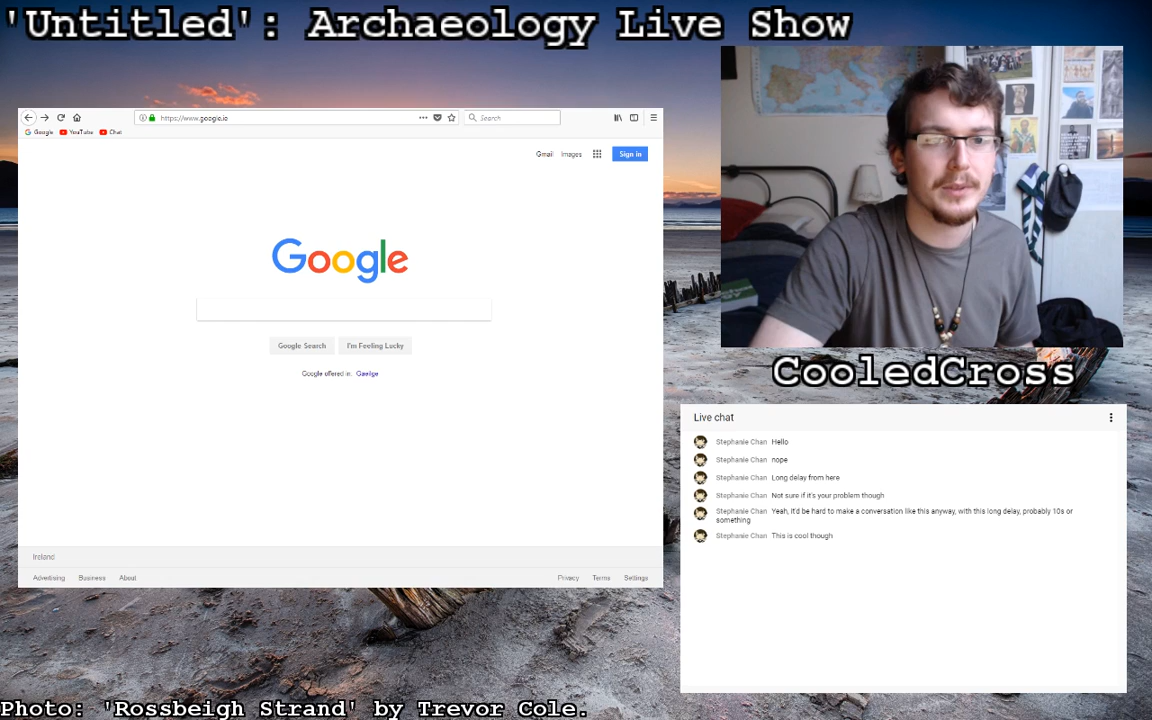 'Untitled': Archaeology Live Show
https://www.google.ie
Search
Google
YouTube
Chat
Gmail
Images
Sign in
Google
Google Search
I'm Feeling Lucky
Google offered in: Gaeilge
Ireland
Advertising
Business
About
Privacy
Terms
Settings
CooledCross
Live chat
Stephanie Chan Hello
Stephanie Chan nope
Stephanie Chan Long delay from here
Stephanie Chan Not sure if it's your problem though
Stephanie Chan Yeah, it'd be hard to make a conversation like this anyway, with this long delay, probably 10s or
something
Stephanie Chan This is cool though
Photo: 'Rossbeigh Strand' by Trevor Cole.